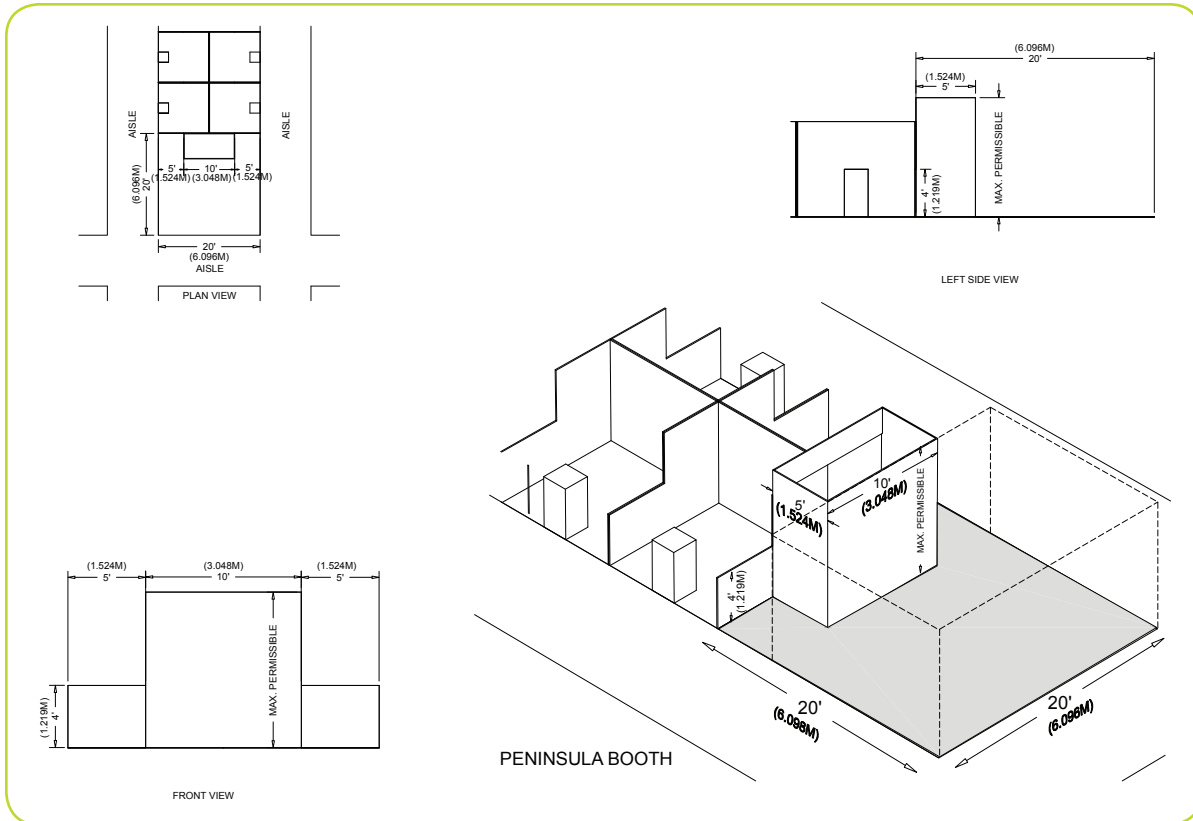 AISLE
AISLE
5' 10' 5'
(1.524M) (3.048M) (1.524M)
20'
(6.096M)
20'
(6.096M)
AISLE
PLAN VIEW
(6.096M)
20'
(1.524M)
5'
MAX. PERMISSIBLE
4'
(1.219M)
LEFT SIDE VIEW
(1.524M) (3.048M) (1.524M)
5' 10' 5'
MAX. PERMISSIBLE
(1.219M)
4'
FRONT VIEW
5'
(1.524M)
10'
(3.048M)
MAX. PERMISSIBLE
4'
(1.219M)
20'
(6.096M)
20'
(6.096M)
PENINSULA BOOTH